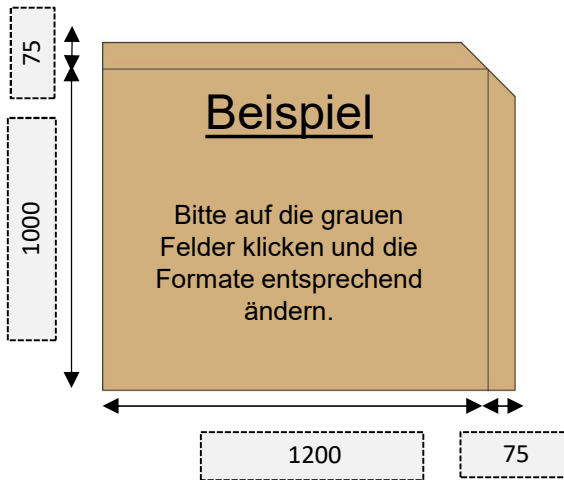 75
Beispiel
1000
Bitte auf die grauen
Felder klicken und die
Formate entsprechend
ändern.
1200
75